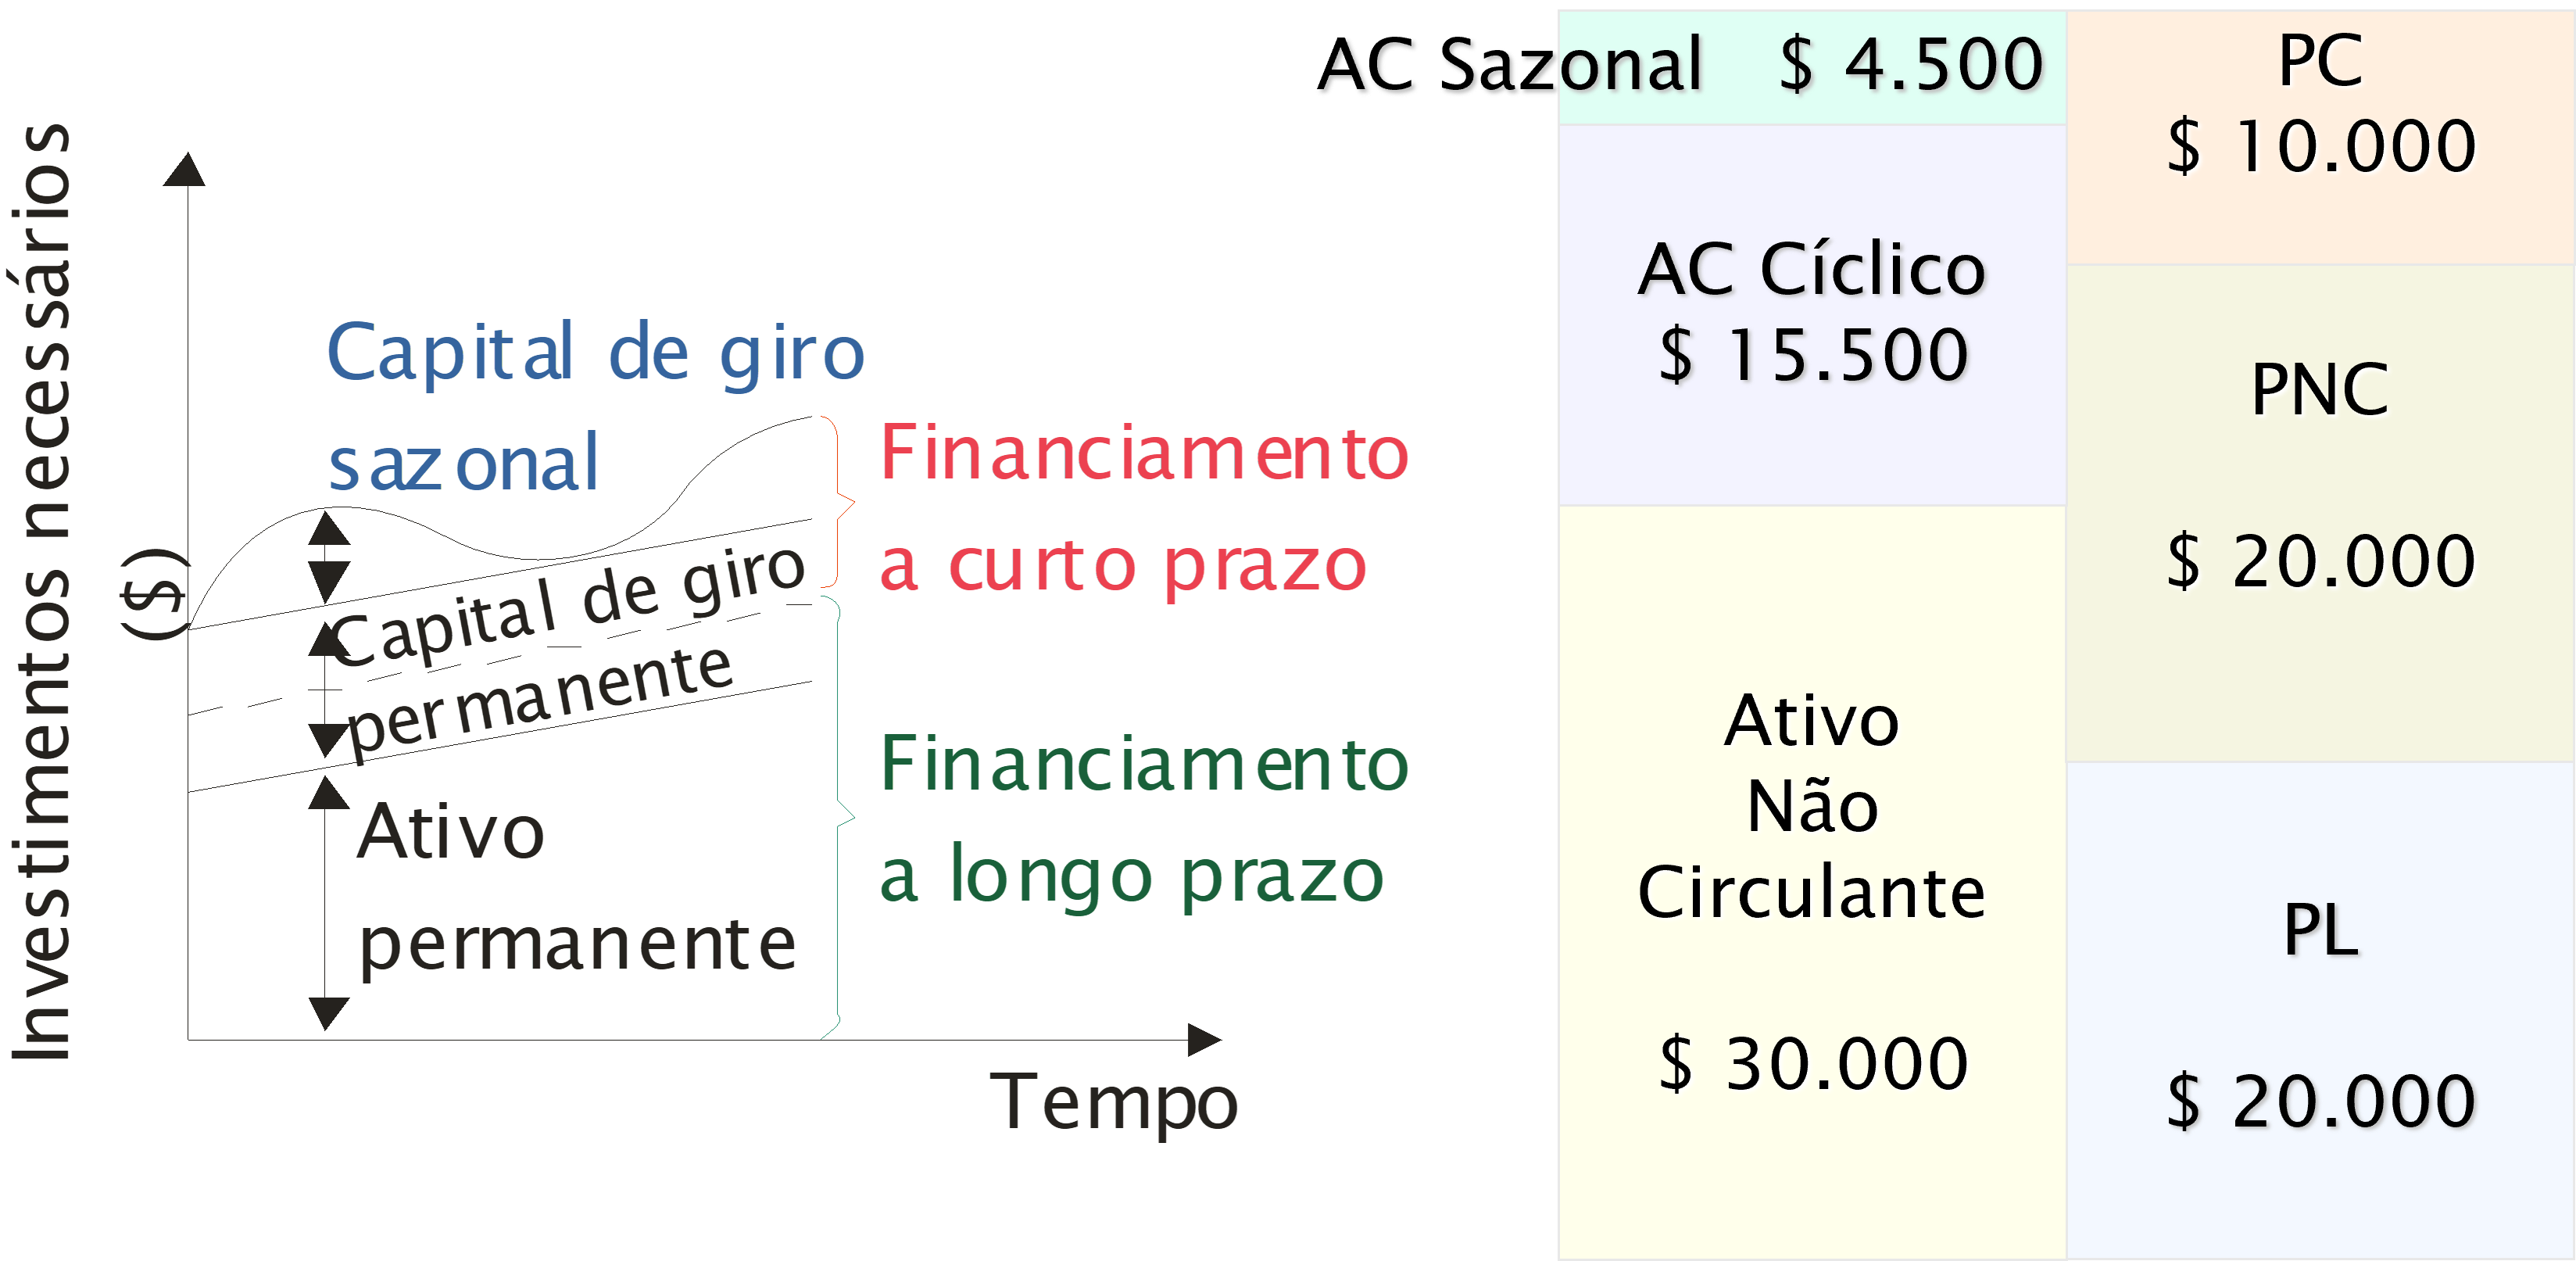 Investimentos necessários
($)
Capital de giro
sazonal
Capital de giro
permanente
Ativo
permanente
Financiamento
a curto prazo
Financiamento
a longo prazo
Tempo
AC Sazonal $ 4.500
AC Cíclico
$ 15.500
Ativo
Não
Circulante
$ 30.000
PC
$ 10.000
PNC
$ 20.000
PL
$ 20.000